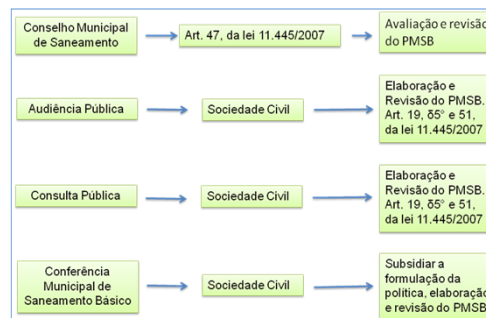 Conselho Municipal
de Saneamento
Art. 47, da lei 11.445/2007
Avaliação e revisão
do PMSB
Audiência Pública
Sociedade Civil
Elaboração e
Revisão do PMSB.
Art. 19, δ5° e 51,
da lei 11.445/2007
Consulta Pública
Sociedade Civil
Elaboração e
Revisão do PMSB.
Art. 19, δ5° e 51,
da lei 11.445/2007
Conferência
Municipal de
Saneamento Básico
Sociedade Civil
Subsidiar a
formulação da
política, elaboração
e revisão do PMSB